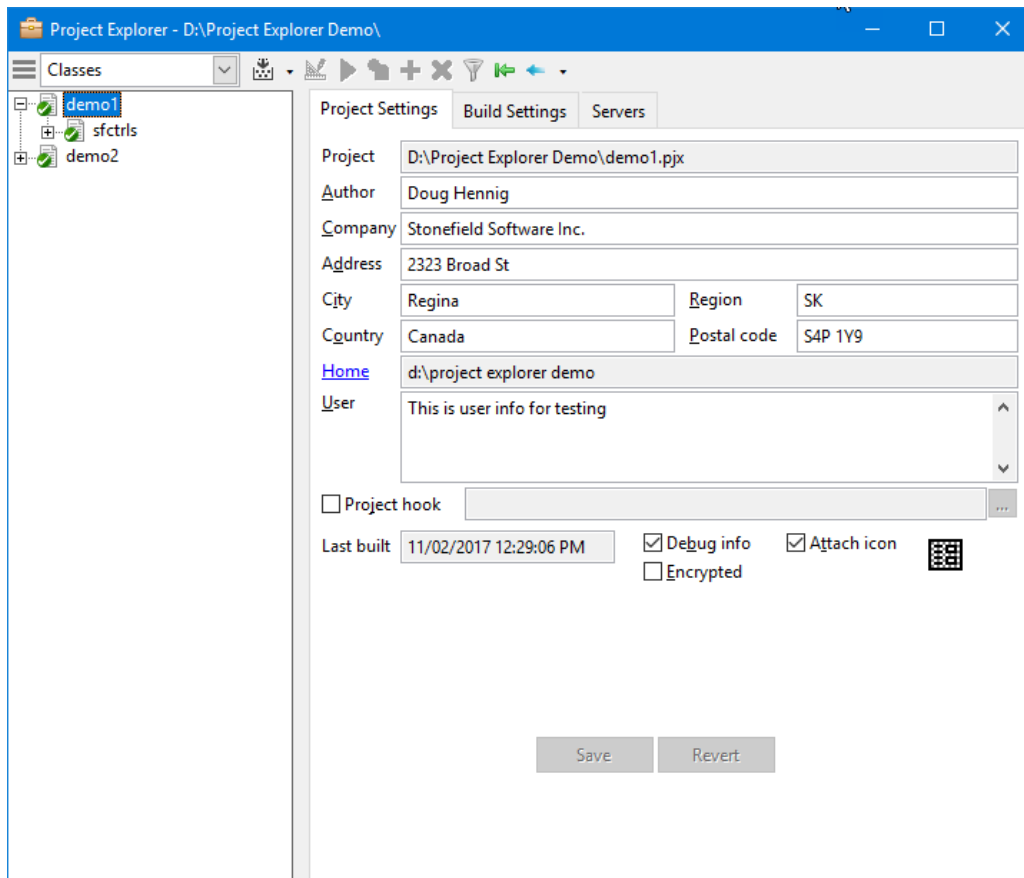 Project Explorer - D:\Project Explorer Demo\
Classes
demo1
sfctrls
demo2
Project Settings Build Settings Servers
Project D:\Project Explorer Demo\demo1.pjx
Author Doug Hennig
Company Stonefield Software Inc.
Address 2323 Broad St
City Regina Region SK
Country Canada Postal code S4P 1Y9
Home d:\project explorer demo
User This is user info for testing
Project hook ...
Last built 11/02/2017 12:29:06 PM Debug info Attach icon
Encrypted
Save Revert